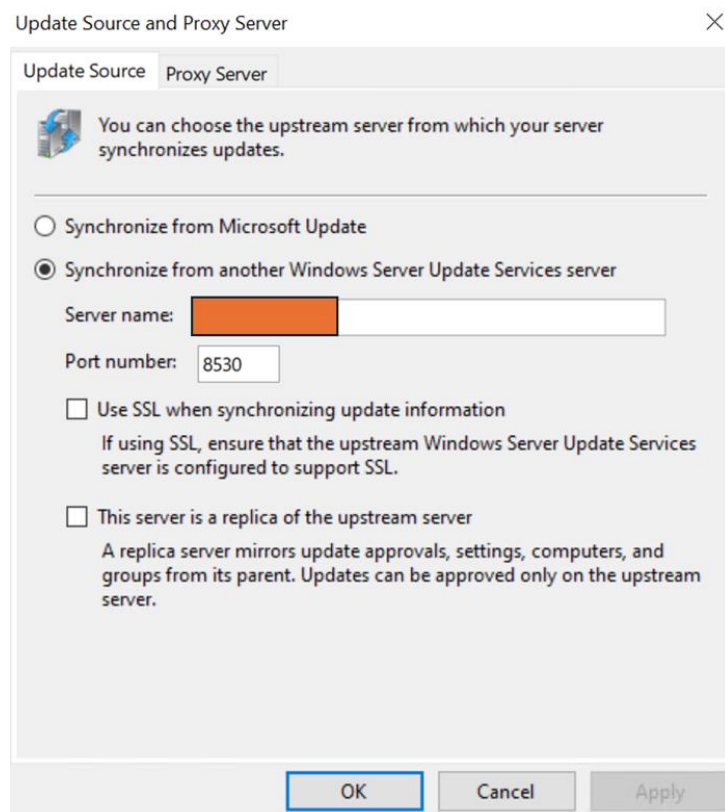 Update Source and Proxy Server
Update Source
Proxy Server
You can choose the upstream server from which your server
synchronizes updates.
Synchronize from Microsoft Update
Synchronize from another Windows Server Update Services server
Server name:
Port number:
8530
Use SSL when synchronizing update information
If using SSL, ensure that the upstream Windows Server Update Services
server is configured to support SSL.
This server is a replica of the upstream server
A replica server mirrors update approvals, settings, computers, and
groups from its parent. Updates can be approved only on the upstream
server.
OK
Cancel
Apply